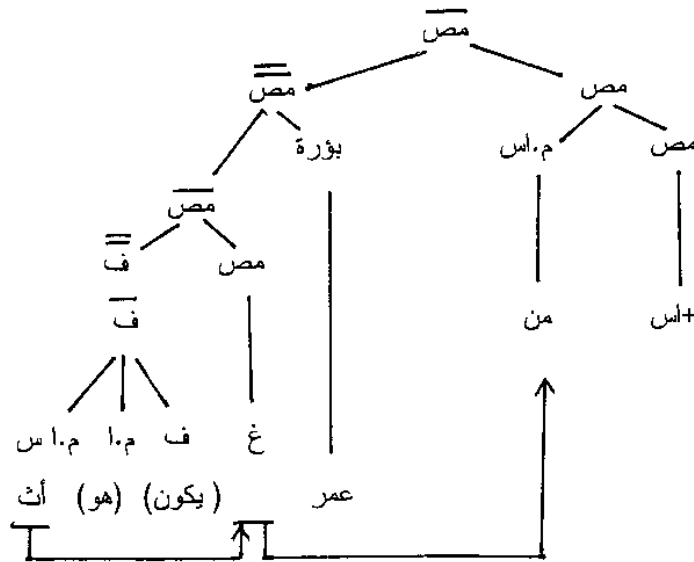 مص
مص مص
بؤرة م.اس مص
مص
ف مص
ف من +اس
ف م.ا م.ا س غ
(يكون) (هو) أث عمر